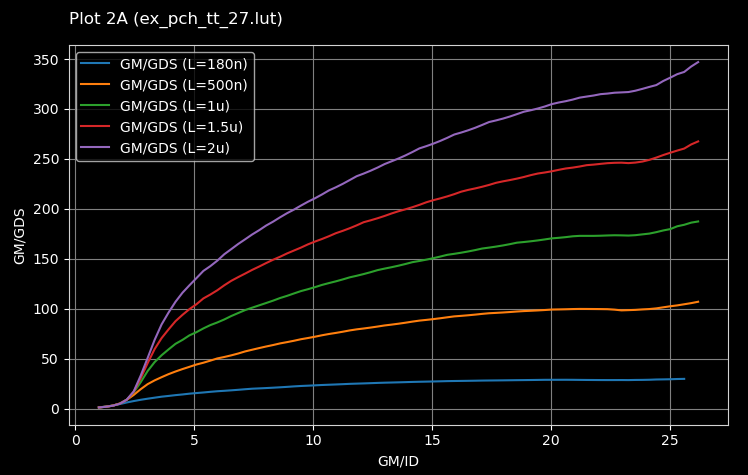 Plot 2A (ex_pch_tt_27.lut)
350
300
250
200
150
100
50
0
GM/GDS
GM/GDS (L=180n)
GM/GDS (L=500n)
GM/GDS (L=1u)
GM/GDS (L=1.5u)
GM/GDS (L=2u)
0 5 10 15 20 25
GM/ID